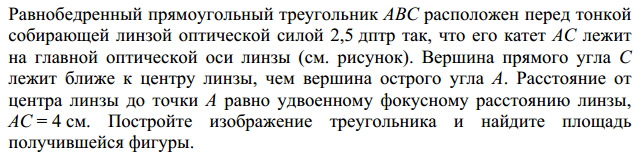 Равнобедренный прямоугольный треугольник ABC расположен перед тонкой
собирающей линзой оптической силой 2,5 дптр так, что его катет AC лежит
на главной оптической оси линзы (см. рисунок). Вершина прямого угла C
лежит ближе к центру линзы, чем вершина острого угла A. Расстояние от
центра линзы до точки A равно удвоенному фокусному расстоянию линзы,
AC = 4 см. Постройте изображение треугольника и найдите площадь
получившейся фигуры.